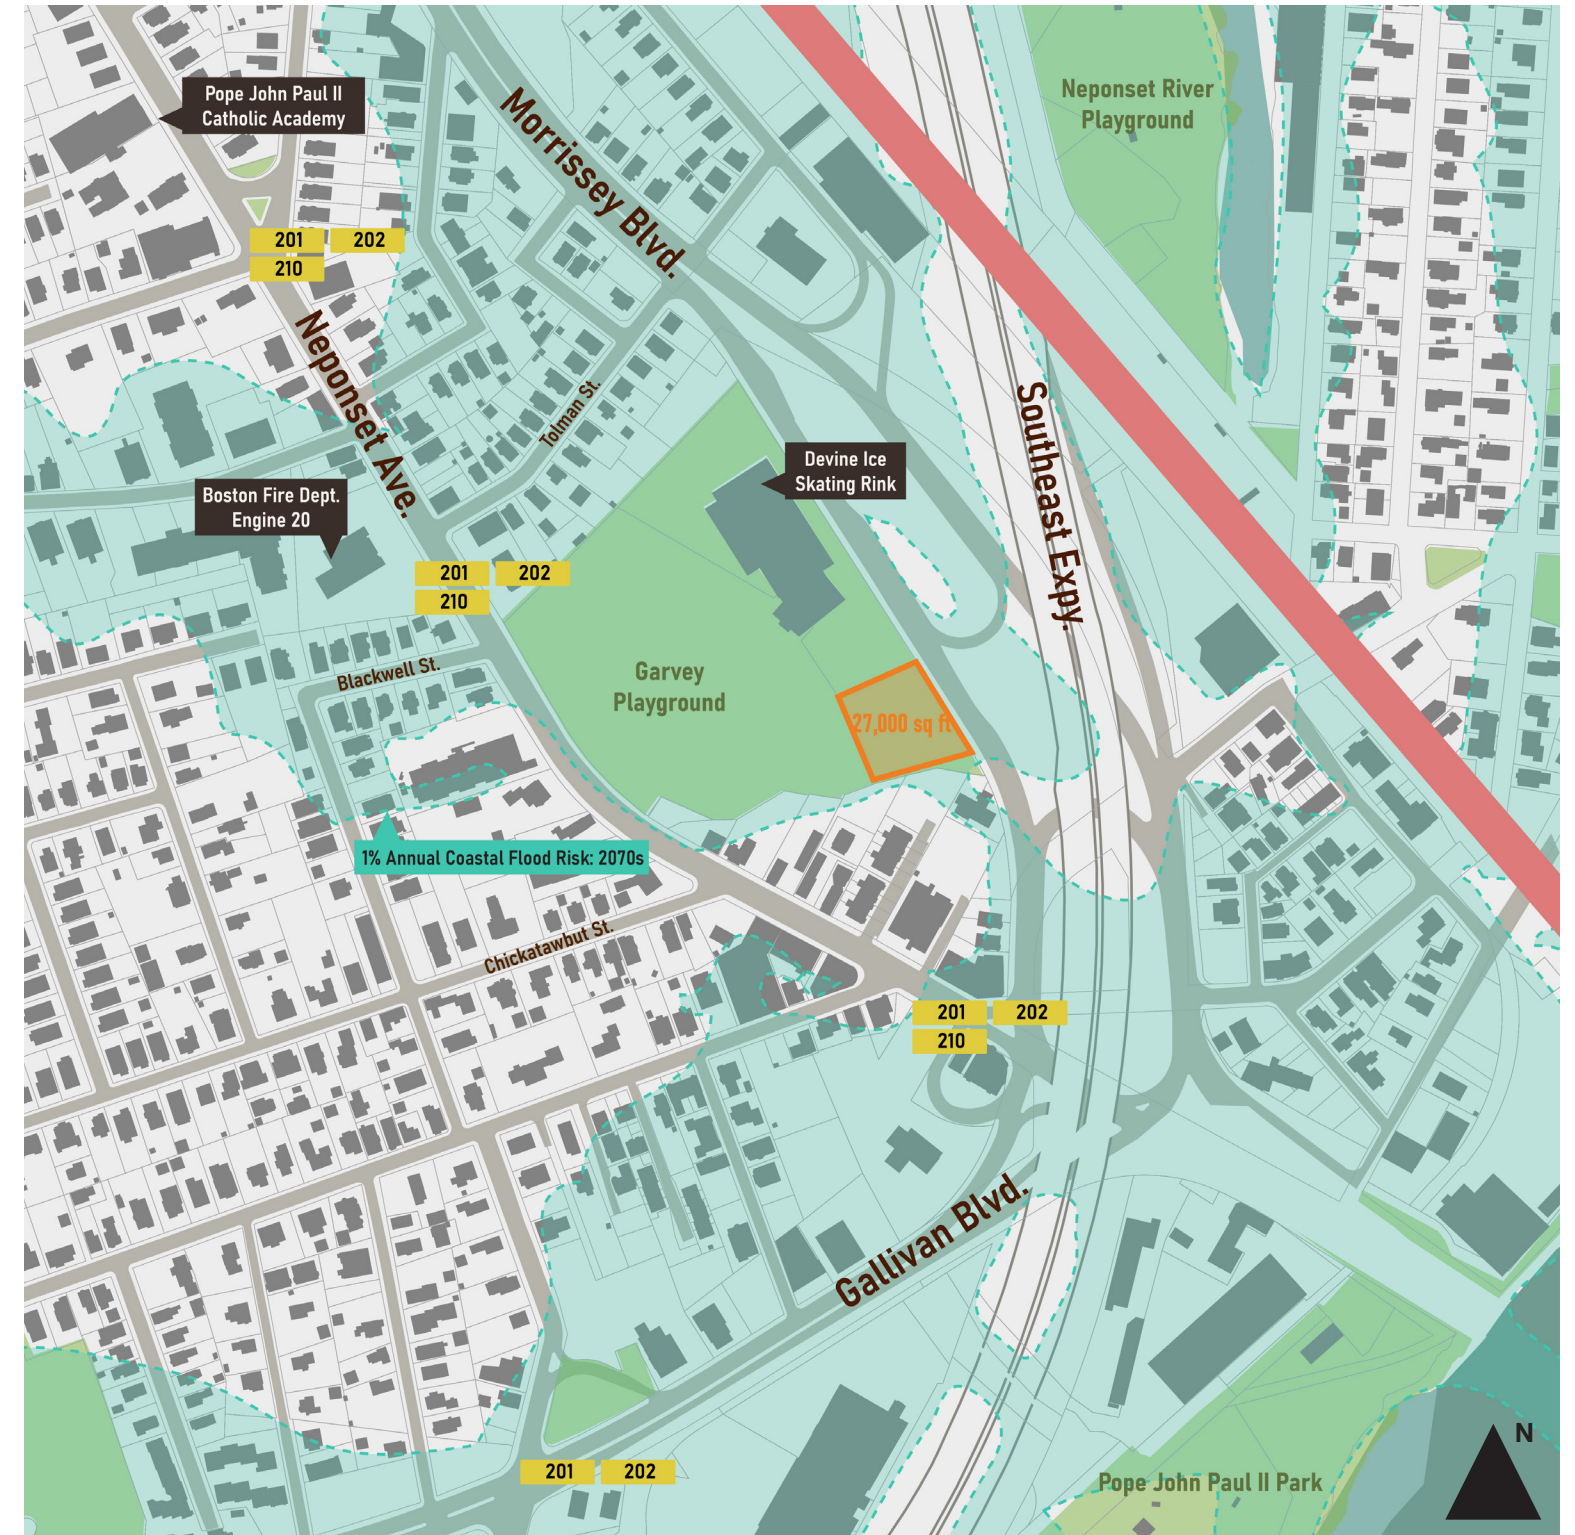 Pope John Paul II
Catholic Academy
Morrissey Blvd.
Neponset River
Playground
201 202
210
Neponset Ave.
Tolman St.
Southeast Expy.
Devine Ice
Skating Rink
Boston Fire Dept.
Engine 20
201 202
210
Blackwell St.
Garvey
Playground
27,000 sq ft
1% Annual Coastal Flood Risk: 2070s
Chickatawbut St.
201 202
210
Gallivan Blvd.
201 202
Pope John Paul II Park
N